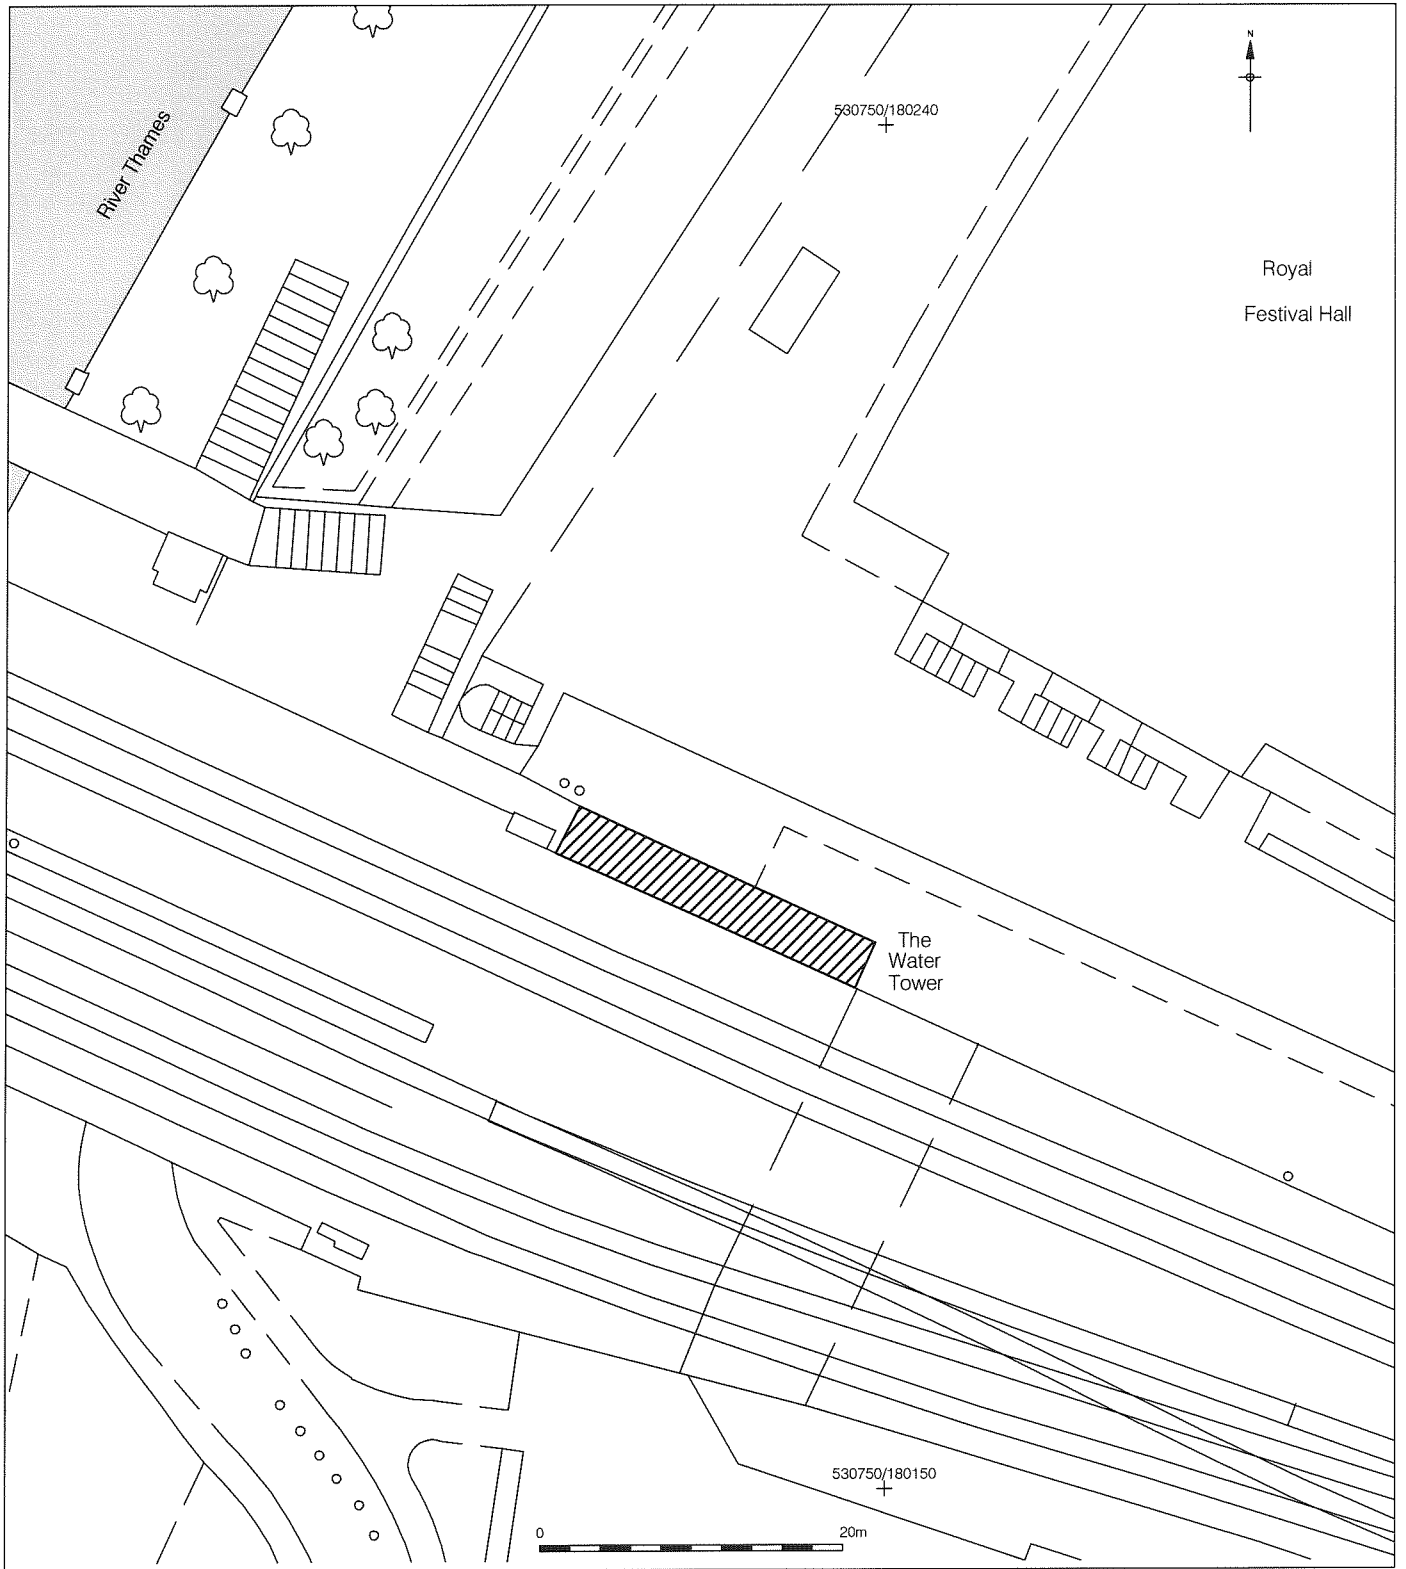 N
530750/180240
River Thames
Royal
Festival Hall
The
Water
Tower
530750/180150
0
20m